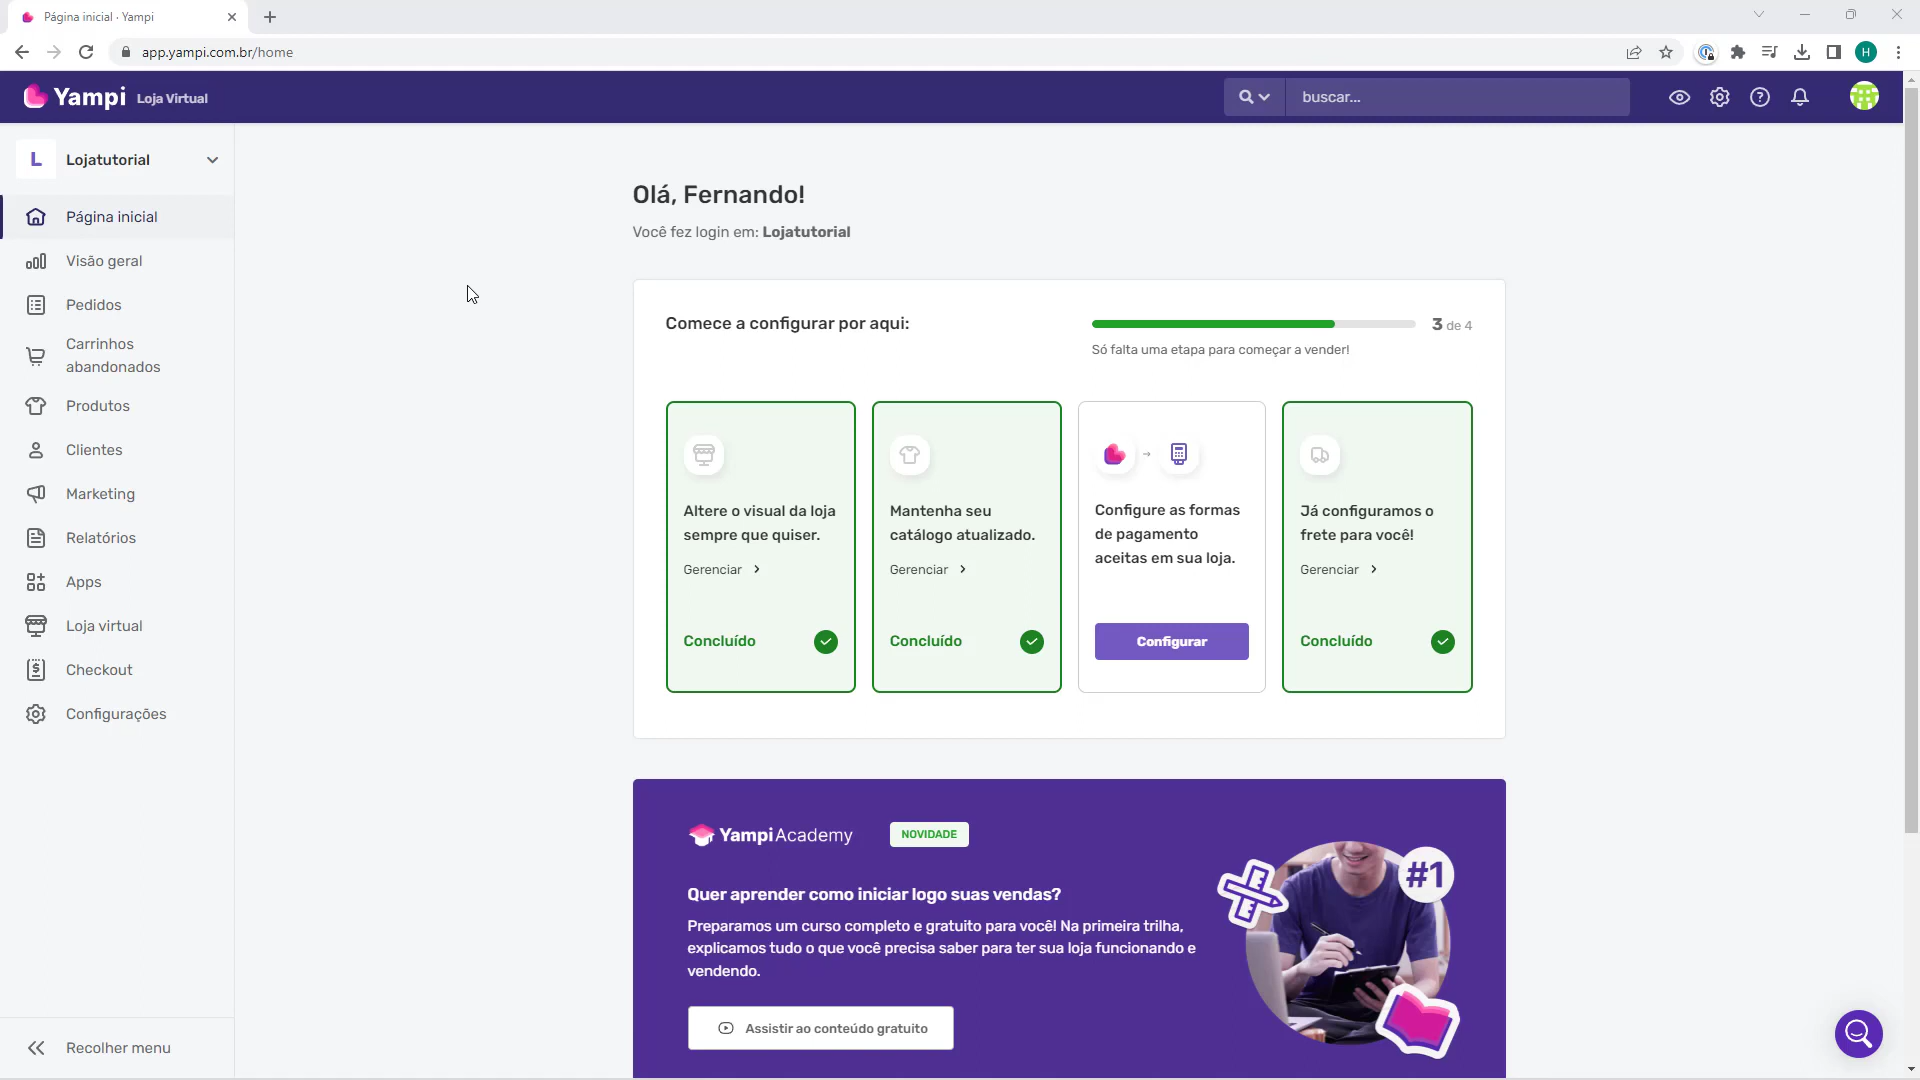 Página inicial · Yampi
app.yampi.com.br/home
H
Yampi Loja Virtual
buscar...
L Lojatutorial
Página inicial
Visão geral
Pedidos
Carrinhos
abandonados
Produtos
Clientes
Marketing
Relatórios
Apps
Loja virtual
Checkout
Configurações
Recolher menu
Olá, Fernando!
Você fez login em: Lojatutorial
Comece a configurar por aqui:
3 de 4
Só falta uma etapa para começar a vender!
Altere o visual da loja
sempre que quiser.
Gerenciar
Concluído
Mantenha seu
catálogo atualizado.
Gerenciar
Concluído
Configure as formas
de pagamento
aceitas em sua loja.
Configurar
Já configuramos o
frete para você!
Gerenciar
Concluído
Yampi Academy
NOVIDADE
Quer aprender como iniciar logo suas vendas?
Preparamos um curso completo e gratuito para você! Na primeira trilha,
explicamos tudo o que você precisa saber para ter sua loja funcionando e
vendendo.
Assistir ao conteúdo gratuito
#1